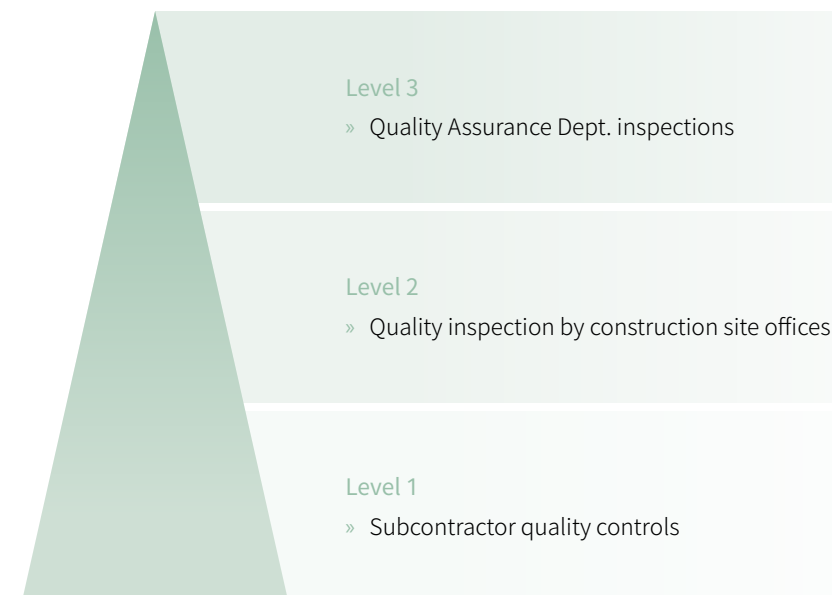 Level 3
» Quality Assurance Dept. inspections
Level 2
» Quality inspection by construction site offices
Level 1
» Subcontractor quality controls